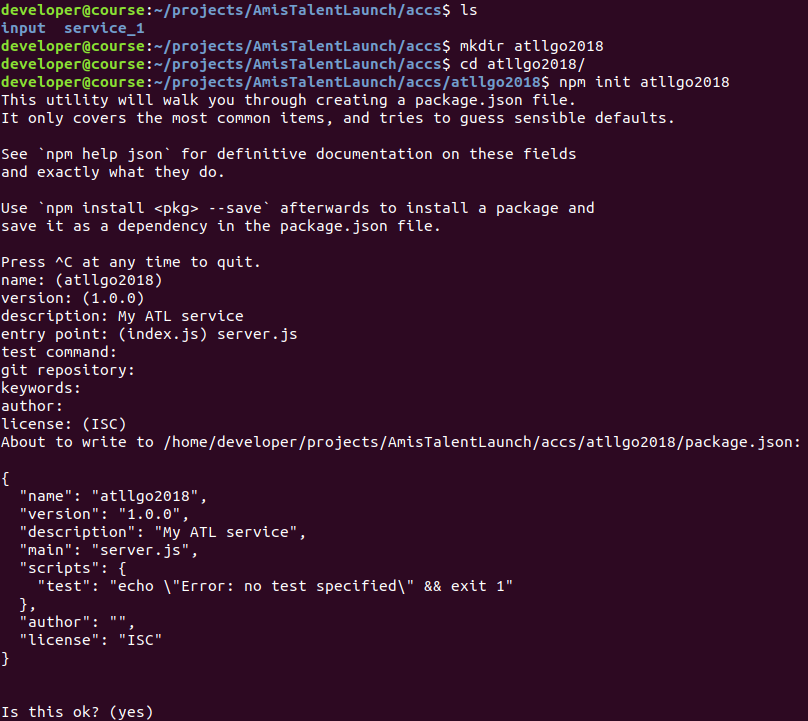 developer@course:~/projects/AmisTalentLaunch/accs$ ls
input  service_1
developer@course:~/projects/AmisTalentLaunch/accs$ mkdir atllgo2018
developer@course:~/projects/AmisTalentLaunch/accs$ cd atllgo2018/
developer@course:~/projects/AmisTalentLaunch/accs/atllgo2018$ npm init atllgo2018
This utility will walk you through creating a package.json file.
It only covers the most common items, and tries to guess sensible defaults.

See `npm help json` for definitive documentation on these fields
and exactly what they do.

Use `npm install <pkg> --save` afterwards to install a package and
save it as a dependency in the package.json file.

Press ^C at any time to quit.
name: (atllgo2018)
version: (1.0.0)
description: My ATL service
entry point: (index.js) server.js
test command:
git repository:
keywords:
author:
license: (ISC)
About to write to /home/developer/projects/AmisTalentLaunch/accs/atllgo2018/package.json:

{
  "name": "atllgo2018",
  "version": "1.0.0",
  "description": "My ATL service",
  "main": "server.js",
  "scripts": {
    "test": "echo \"Error: no test specified\" && exit 1"
  },
  "author": "",
  "license": "ISC"
}

Is this ok? (yes)